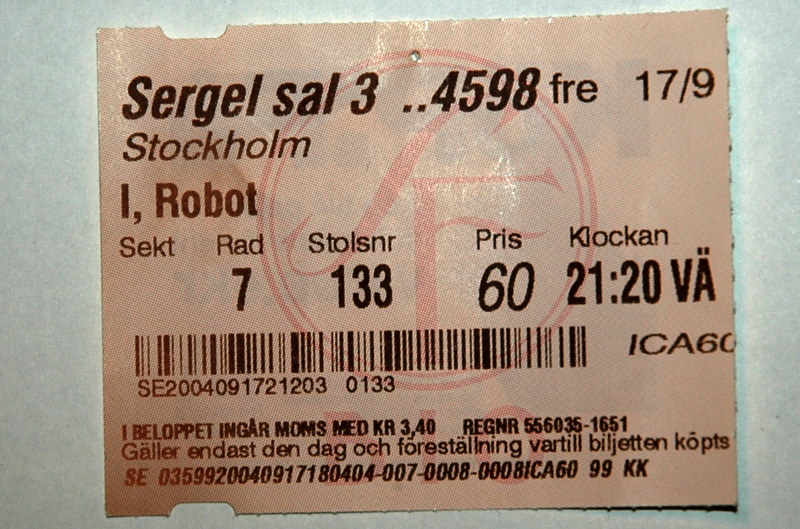 Sergel sal 3 ..4598 fre 17/9
Stockholm
I, Robot
Sekt Rad Stolsnr Pris Klockan
7 133 60 21:20 VÄ
ICA60
SE2004091721203 0133
I BELOPPET INGÅR MOMS MED KR 3,40 REGNR 556035-1651
Gäller endast den dag och föreställning vartill biljetten köpts
SE 0359920040917180404-007-0008-0008ICA60 99 KK